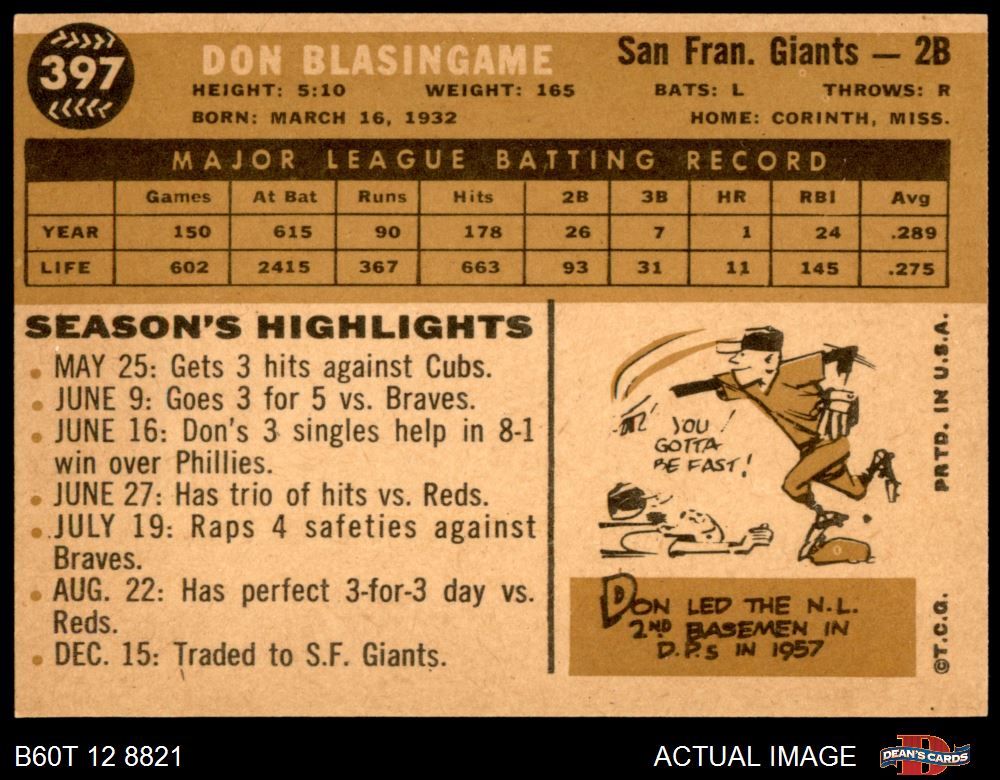 397
DON BLASINGAME
San Fran. Giants — 2B
HEIGHT: 5:10 WEIGHT: 165 BATS: L THROWS: R
BORN: MARCH 16, 1932 HOME: CORINTH, MISS.
MAJOR LEAGUE BATTING RECORD
Games At Bat Runs Hits 2B 3B HR RBI Avg
YEAR 150 615 90 178 26 7 1 24 .289
LIFE 602 2415 367 663 93 31 11 145 .275
SEASON'S HIGHLIGHTS
• MAY 25: Gets 3 hits against Cubs.
• JUNE 9: Goes 3 for 5 vs. Braves.
• JUNE 16: Don's 3 singles help in 8-1
win over Phillies.
• JUNE 27: Has trio of hits vs. Reds.
• JULY 19: Raps 4 safeties against
Braves.
• AUG. 22: Has perfect 3-for-3 day vs.
Reds.
• DEC. 15: Traded to S.F. Giants.
YOU
GOTTA
BE FAST!
DON LED THE N.L.
2ND BASEMEN IN
D.P.s IN 1957
PRTD. IN U.S.A.
©T.C.G.
B60T 12 8821
ACTUAL IMAGE
DEAN'S CARDS